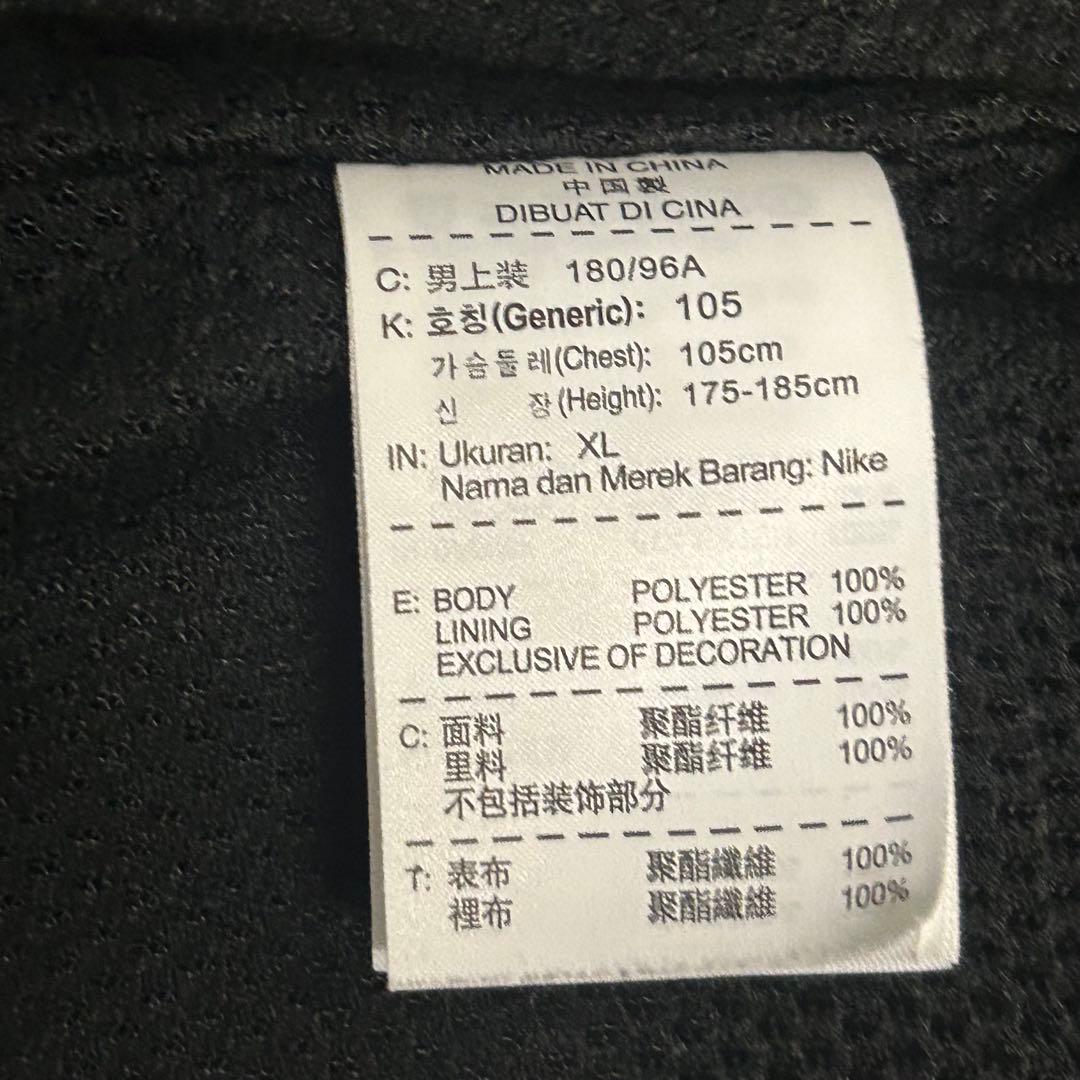 MADE IN CHINA
中国製
DIBUAT DI CINA
C: 男上装 180/96A
K: 호칭(Generic): 105
가슴둘레(Chest): 105cm
신 장(Height): 175-185cm
IN: Ukuran: XL
Nama dan Merek Barang: Nike
E: BODY POLYESTER 100%
LINING POLYESTER 100%
EXCLUSIVE OF DECORATION
C: 面料 聚酯纤维 100%
里料 聚酯纤维 100%
不包括装饰部分
T: 表布 聚酯纖維 100%
裡布 聚酯纖維 100%